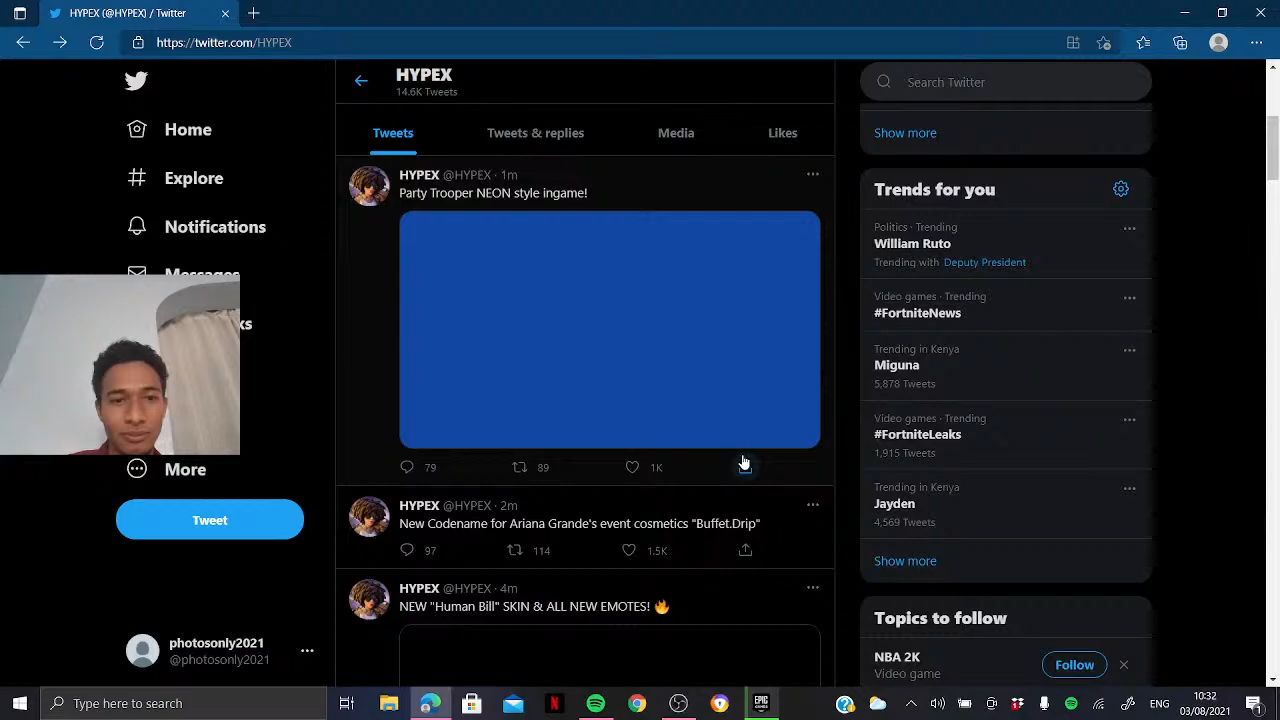 HYPEX (@HYPEX) / Twitter
https://twitter.com/HYPEX
Home
Explore
Notifications
Messages
ks
More
Tweet
photosonly2021
@photosonly2021
HYPEX
14.6K Tweets
Tweets
Tweets & replies
Media
Likes
HYPEX @HYPEX · 1m
Party Trooper NEON style ingame!
79
89
1K
HYPEX @HYPEX · 2m
New Codename for Ariana Grande's event cosmetics "Buffet.Drip"
97
114
1.5K
HYPEX @HYPEX · 4m
NEW "Human Bill" SKIN & ALL NEW EMOTES! 🔥
Search Twitter
Show more
Trends for you
Politics · Trending
William Ruto
Trending with Deputy President
Video games · Trending
#FortniteNews
Trending in Kenya
Miguna
5,878 Tweets
Video games · Trending
#FortniteLeaks
1,915 Tweets
Trending in Kenya
Jayden
4,569 Tweets
Show more
Topics to follow
NBA 2K
Video game
Follow
Type here to search
EPIC
GAMES
10:32
03/08/2021